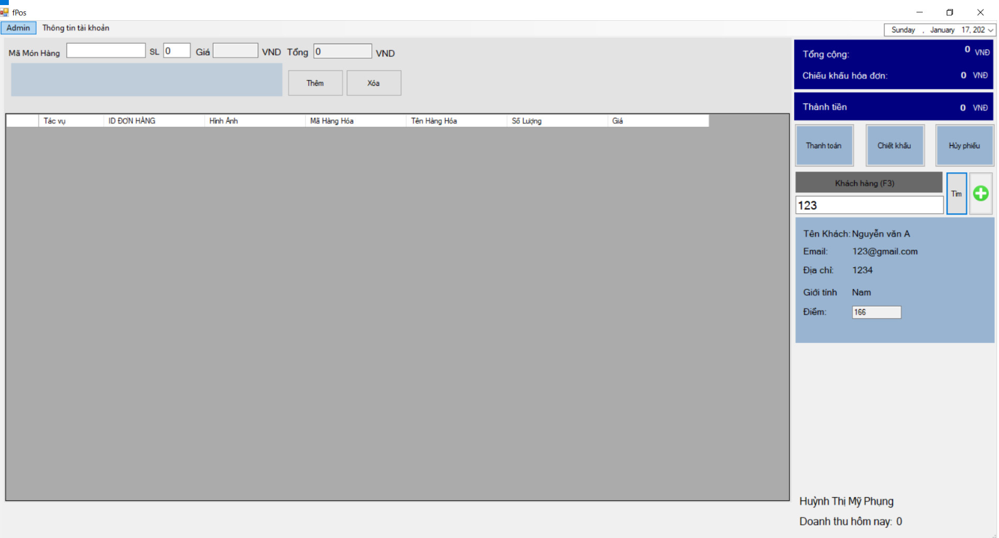 fPos
Admin Thông tin tài khoản
Sunday , January 17, 202
Mã Món Hàng SL 0 Giá VND Tổng 0 VND
Thêm Xóa
Tác vụ ID ĐƠN HÀNG Hình Ảnh Mã Hàng Hóa Tên Hàng Hóa Số Lượng Giá
Tổng cộng: 0 VNĐ
Chiếu khấu hóa đơn: 0 VNĐ
Thành tiền 0 VNĐ
Thanh toán Chiết khấu Hủy phiếu
Khách hàng (F3)
Tìm
123
Tên Khách: Nguyễn văn A
Email: 123@gmail.com
Địa chỉ: 1234
Giới tính Nam
Điểm: 166
Huỳnh Thị Mỹ Phụng
Doanh thu hôm nay: 0